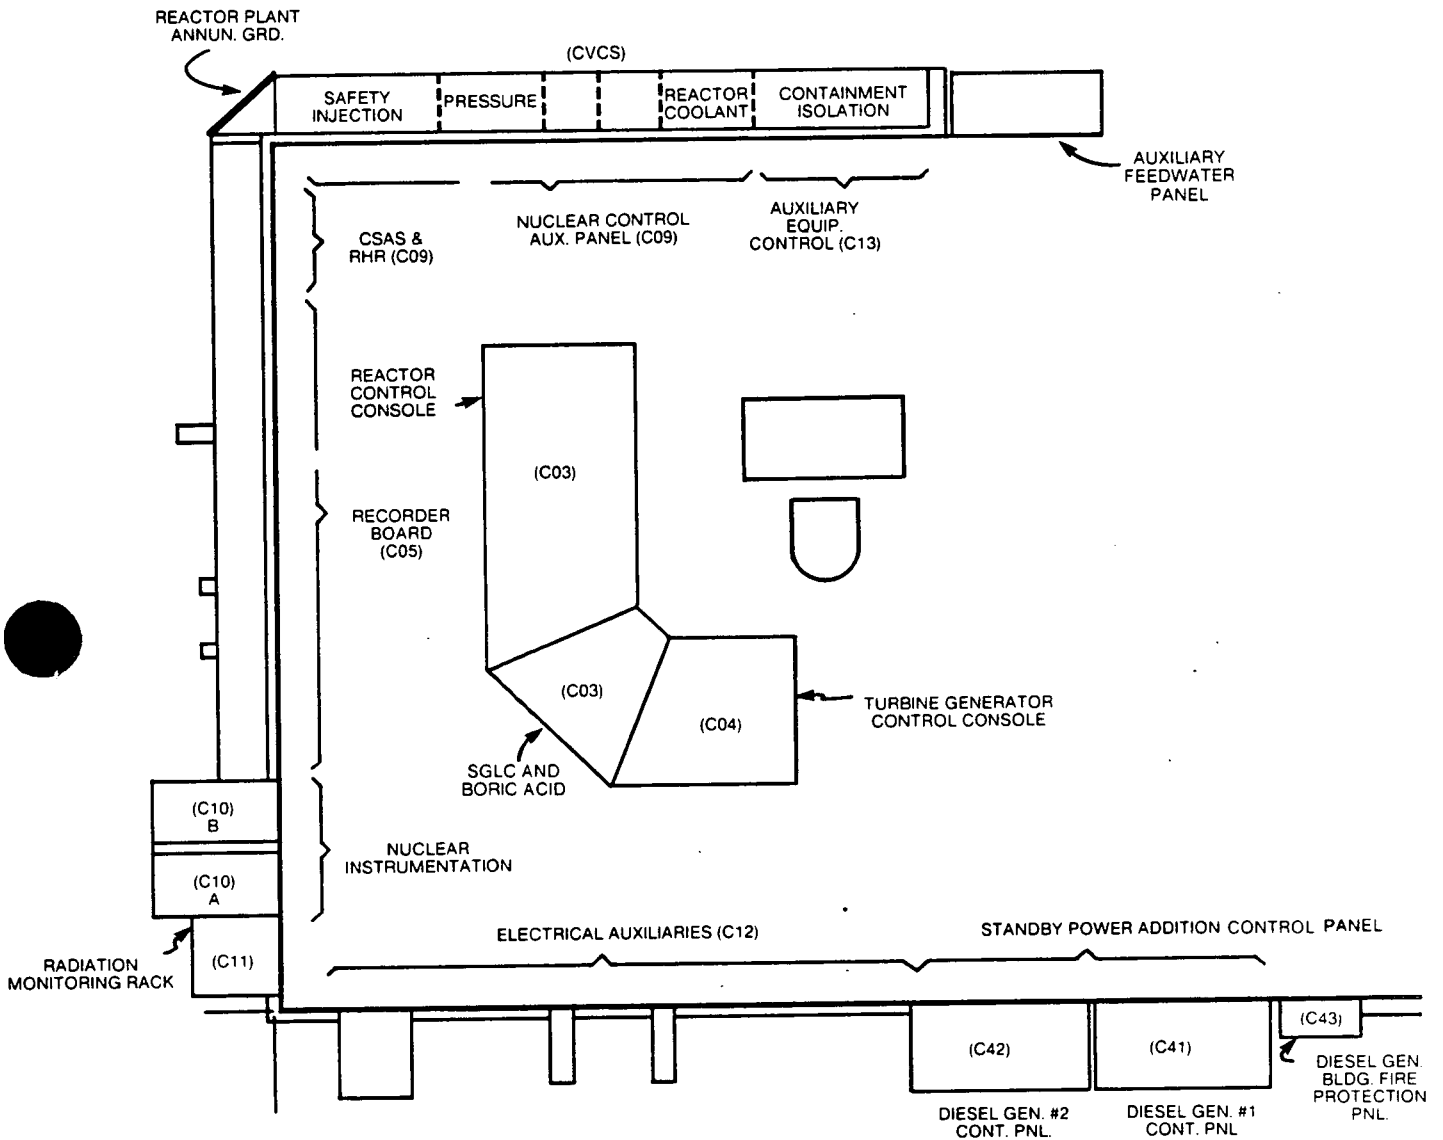 REACTOR PLANT
ANNUN. GRD.
(CVCS)
SAFETY
INJECTION
PRESSURE
REACTOR
COOLANT
CONTAINMENT
ISOLATION
AUXILIARY
FEEDWATER
PANEL
CSAS &
RHR (C09)
NUCLEAR CONTROL
AUX. PANEL (C09)
AUXILIARY
EQUIP.
CONTROL (C13)
REACTOR
CONTROL
CONSOLE
(C03)
RECORDER
BOARD
(C05)
(C03)
(C04)
TURBINE GENERATOR
CONTROL CONSOLE
SGLC AND
BORIC ACID
(C10)
B
NUCLEAR
INSTRUMENTATION
(C10)
A
RADIATION
MONITORING RACK
(C11)
ELECTRICAL AUXILIARIES (C12)
STANDBY POWER ADDITION CONTROL PANEL
(C42)
(C41)
(C43)
DIESEL GEN.
BLDG. FIRE
PROTECTION
PNL.
DIESEL GEN. #2
CONT. PNL.
DIESEL GEN. #1
CONT. PNL